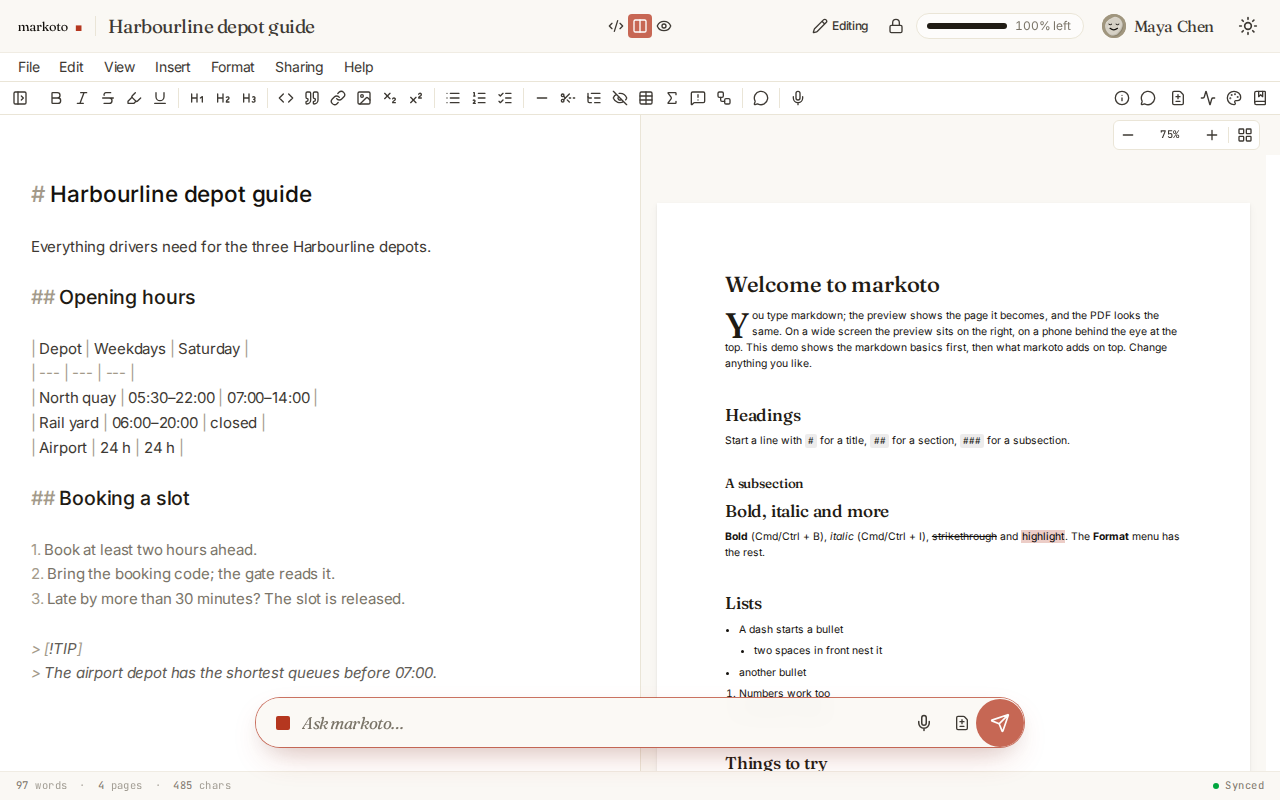 markoto
Harbourline depot guide
Editing
100% left
Maya Chen
File Edit View Insert Format Sharing Help
H1 H2 H3
75%
# Harbourline depot guide
Everything drivers need for the three Harbourline depots.
## Opening hours
| Depot | Weekdays | Saturday |
| --- | --- | --- |
| North quay | 05:30–22:00 | 07:00–14:00 |
| Rail yard | 06:00–20:00 | closed |
| Airport | 24 h | 24 h |
## Booking a slot
1. Book at least two hours ahead.
2. Bring the booking code; the gate reads it.
3. Late by more than 30 minutes? The slot is released.
> [!TIP]
> The airport depot has the shortest queues before 07:00.
Welcome to markoto
You type markdown; the preview shows the page it becomes, and the PDF looks the
same. On a wide screen the preview sits on the right, on a phone behind the eye at the
top. This demo shows the markdown basics first, then what markoto adds on top. Change
anything you like.
Headings
Start a line with # for a title, ## for a section, ### for a subsection.
A subsection
Bold, italic and more
Bold (Cmd/Ctrl + B), italic (Cmd/Ctrl + I), strikethrough and highlight. The Format menu has
the rest.
Lists
• A dash starts a bullet
• two spaces in front nest it
• another bullet
1. Numbers work too
Things to try
Ask markoto...
97 words · 4 pages · 485 chars
Synced